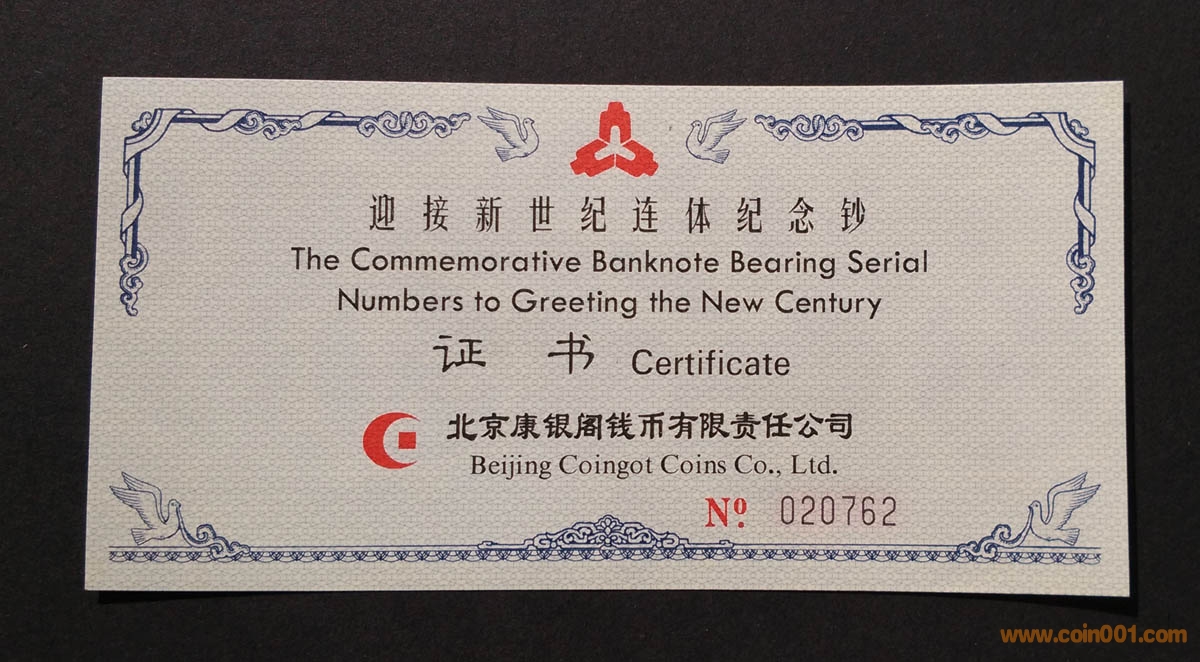 迎接新世纪连体纪念钞
The Commemorative Banknote Bearing Serial
Numbers to Greeting the New Century
证 书 Certificate
北京康银阁钱币有限责任公司
Beijing Coingot Coins Co., Ltd.
Nº 020762
www.coin001.com